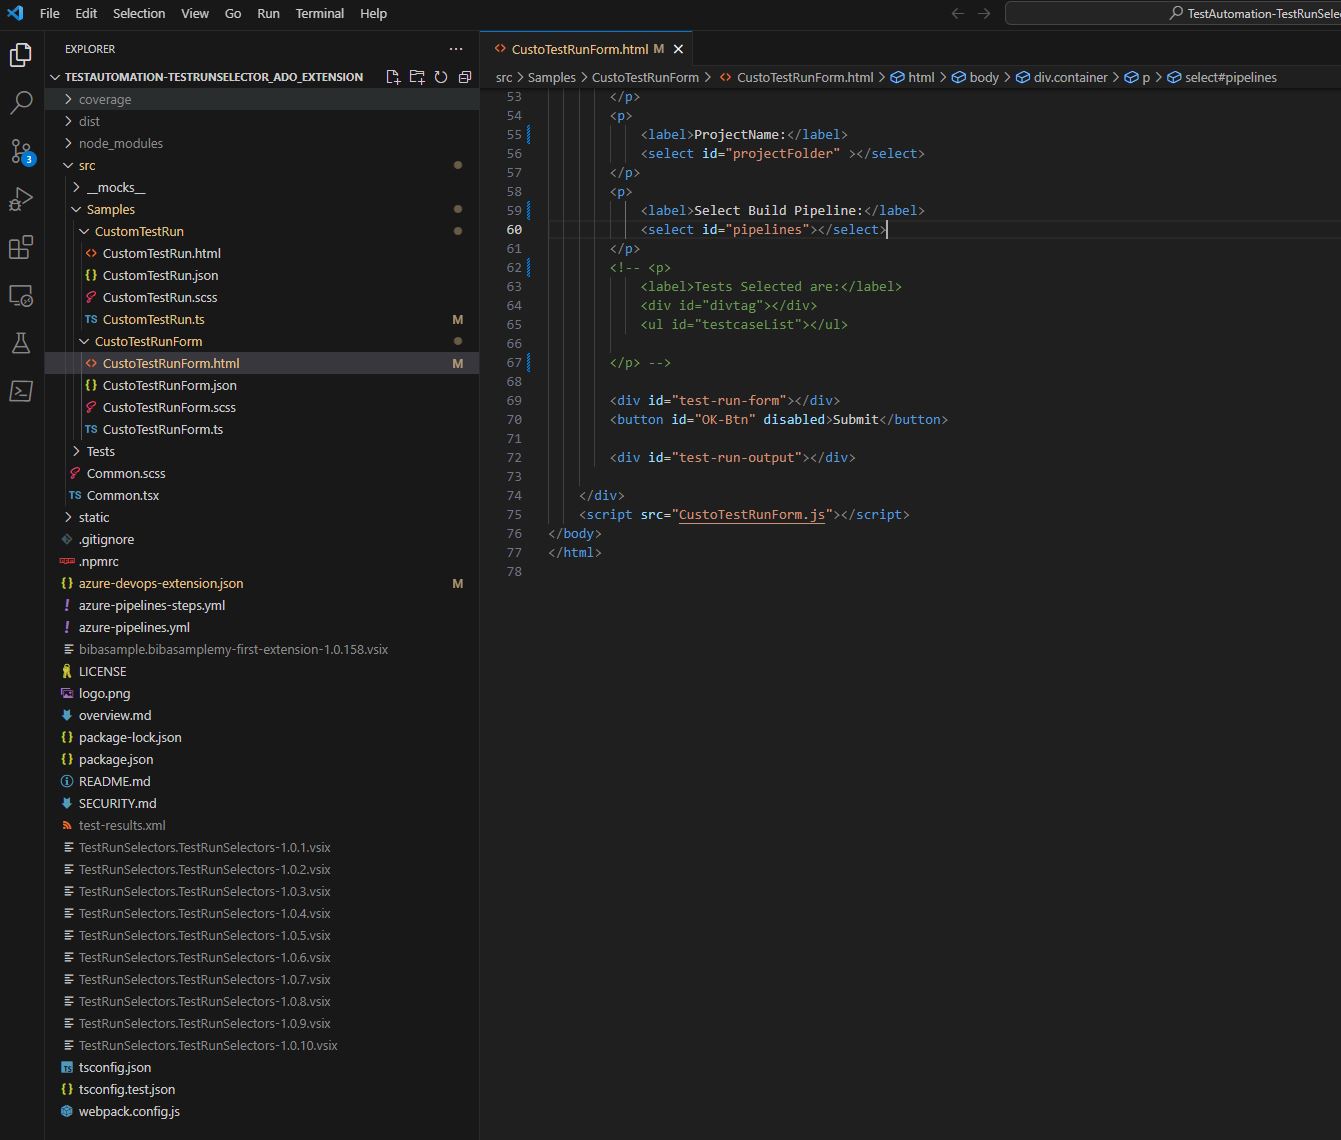 File Edit Selection View Go Run Terminal Help
TestAutomation-TestRunSele
EXPLORER
TESTAUTOMATION-TESTRUNSELECTOR_ADO_EXTENSION
coverage
dist
node_modules
src
__mocks__
Samples
CustomTestRun
CustomTestRun.html
CustomTestRun.json
CustomTestRun.scss
TS CustomTestRun.ts M
CustoTestRunForm
CustoTestRunForm.html M
CustoTestRunForm.json
CustoTestRunForm.scss
TS CustoTestRunForm.ts
Tests
Common.scss
TS Common.tsx
static
.gitignore
.npmrc
azure-devops-extension.json M
azure-pipelines-steps.yml
azure-pipelines.yml
bibasample.bibasamplemy-first-extension-1.0.158.vsix
LICENSE
logo.png
overview.md
package-lock.json
package.json
README.md
SECURITY.md
test-results.xml
TestRunSelectors.TestRunSelectors-1.0.1.vsix
TestRunSelectors.TestRunSelectors-1.0.2.vsix
TestRunSelectors.TestRunSelectors-1.0.3.vsix
TestRunSelectors.TestRunSelectors-1.0.4.vsix
TestRunSelectors.TestRunSelectors-1.0.5.vsix
TestRunSelectors.TestRunSelectors-1.0.6.vsix
TestRunSelectors.TestRunSelectors-1.0.7.vsix
TestRunSelectors.TestRunSelectors-1.0.8.vsix
TestRunSelectors.TestRunSelectors-1.0.9.vsix
TestRunSelectors.TestRunSelectors-1.0.10.vsix
tsconfig.json
tsconfig.test.json
webpack.config.js
3
CustoTestRunForm.html M
src > Samples > CustoTestRunForm > CustoTestRunForm.html > html > body > div.container > p > select#pipelines
53 </p>
54 <p>
55 <label>ProjectName:</label>
56 <select id="projectFolder" ></select>
57 </p>
58 <p>
59 <label>Select Build Pipeline:</label>
60 <select id="pipelines"></select>
61 </p>
62 <!-- <p>
63 <label>Tests Selected are:</label>
64 <div id="divtag"></div>
65 <ul id="testcaseList"></ul>
66
67 </p> -->
68
69 <div id="test-run-form"></div>
70 <button id="OK-Btn" disabled>Submit</button>
71
72 <div id="test-run-output"></div>
73
74 </div>
75 <script src="CustoTestRunForm.js"></script>
76 </body>
77 </html>
78